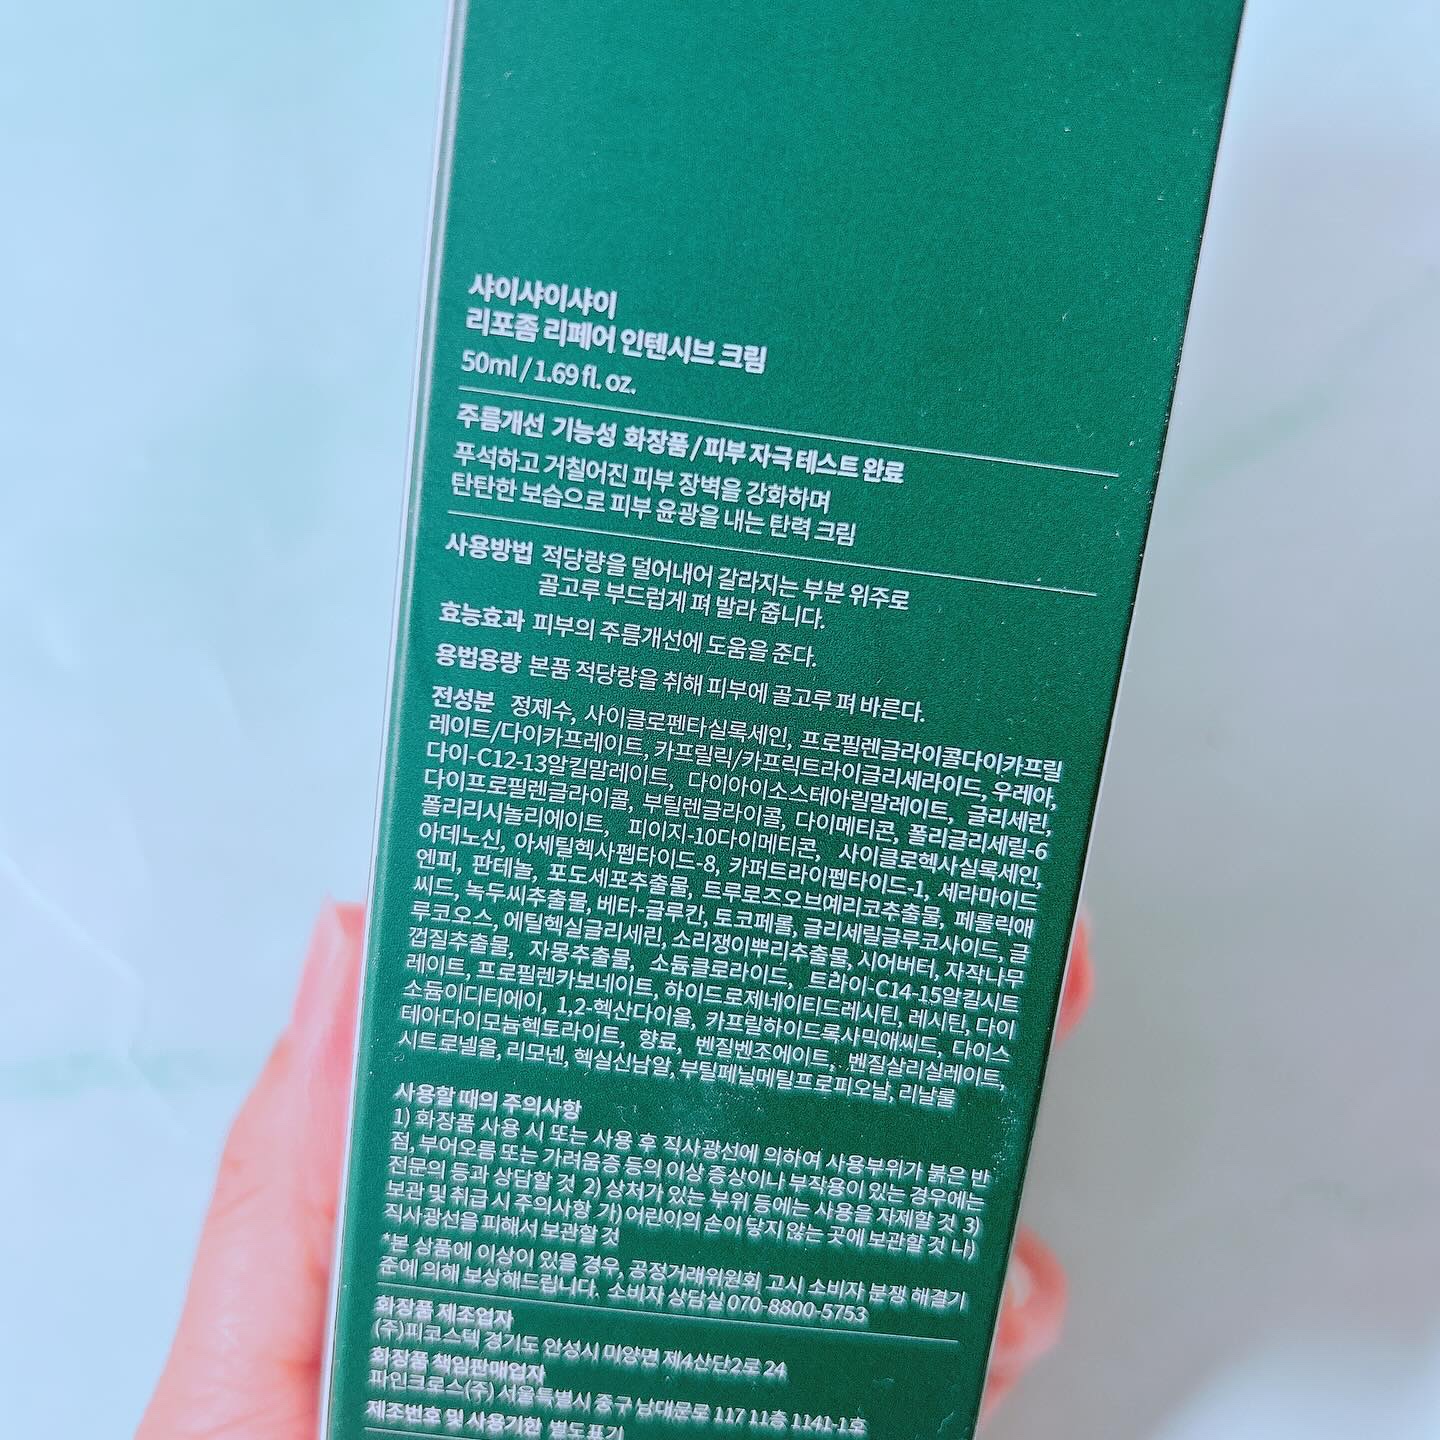 샤이샤이샤이
리포좀 리페어 인텐시브 크림
50ml / 1.69 fl. oz.
주름개선 기능성 화장품 / 피부 자극 테스트 완료
푸석하고 거칠어진 피부 장벽을 강화하며
탄탄한 보습으로 피부 윤광을 내는 탄력 크림
사용방법 적당량을 덜어내어 갈라지는 부분 위주로
골고루 부드럽게 펴 발라 줍니다.
효능효과 피부의 주름개선에 도움을 준다.
용법용량 본품 적당량을 취해 피부에 골고루 펴 바른다.
전성분 정제수, 사이클로펜타실록세인, 프로필렌글라이콜다이카프릴
레이트/다이카프레이트, 카프릴릭/카프릭트라이글리세라이드, 우레아,
다이-C12-13알킬말레이트, 다이아이소스테아릴말레이트, 글리세린,
다이프로필렌글라이콜, 부틸렌글라이콜, 다이메티콘, 폴리글리세릴-6
폴리리시놀리에이트, 피이지-10다이메티콘, 사이클로헥사실록세인,
아데노신, 아세틸헥사펩타이드-8, 카퍼트라이펩타이드-1, 세라마이드
엔피, 판테놀, 포도세포추출물, 트루로즈오브예리코추출물, 페룰릭애
씨드, 녹두씨추출물, 베타-글루칸, 토코페롤, 글리세릴글루코사이드, 글
루코오스, 에틸헥실글리세린, 소리쟁이뿌리추출물, 시어버터, 자작나무
껍질추출물, 자몽추출물, 소듐클로라이드, 트라이-C14-15알킬시트
레이트, 프로필렌카보네이트, 하이드로제네이티드레시틴, 레시틴, 다이
소듐이디티에이, 1,2-헥산다이올, 카프릴하이드록사믹애씨드, 다이스
테아다이모늄헥토라이트, 향료, 벤질벤조에이트, 벤질살리실레이트,
시트로넬올, 리모넨, 헥실신남알, 부틸페닐메틸프로피오날, 리날룰
사용할 때의 주의사항
1) 화장품 사용 시 또는 사용 후 직사광선에 의하여 사용부위가 붉은 반
점, 부어오름 또는 가려움증 등의 이상 증상이나 부작용이 있는 경우에는
전문의 등과 상담할 것 2) 상처가 있는 부위 등에는 사용을 자제할 것 3)
보관 및 취급 시 주의사항 가) 어린이의 손이 닿지 않는 곳에 보관할 것 나)
직사광선을 피해서 보관할 것
*본 상품에 이상이 있을 경우, 공정거래위원회 고시 소비자 분쟁 해결기
준에 의해 보상해드립니다. 소비자 상담실 070-8800-5753
화장품 제조업자
(주)피코스텍 경기도 안성시 미양면 제4산단2로 24
화장품 책임판매업자
파인크로스(주) 서울특별시 중구 남대문로 117 11층 1141-1호
제조번호 및 사용기한 별도표기